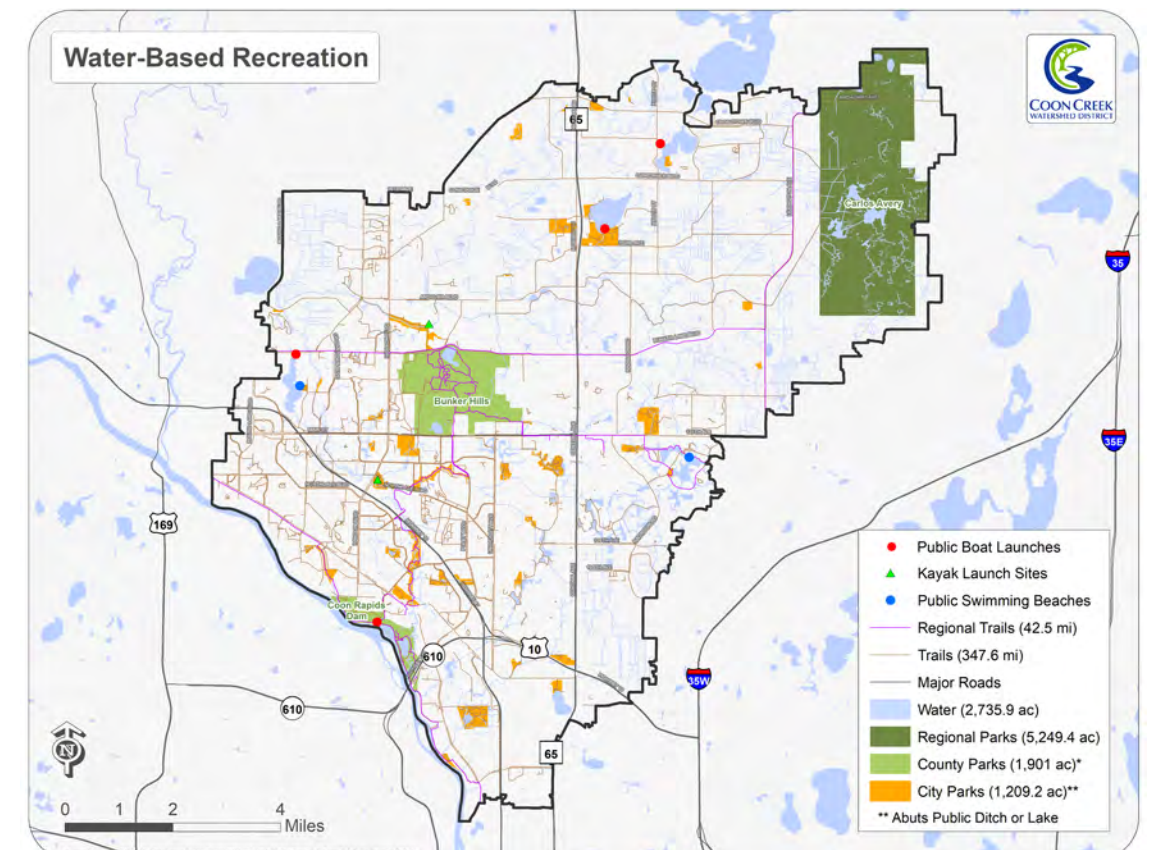 Water-Based Recreation
COON CREEK
WATERSHED DISTRICT
65
Carlos Avery
35
Bunker Hills
35E
169
Coon Rapids
Dam
610
10
35W
610
65
N
0 1 2 4
Miles
Public Boat Launches
Kayak Launch Sites
Public Swimming Beaches
Regional Trails (42.5 mi)
Trails (347.6 mi)
Major Roads
Water (2,735.9 ac)
Regional Parks (5,249.4 ac)
County Parks (1,901 ac)*
City Parks (1,209.2 ac)**
** Abuts Public Ditch or Lake